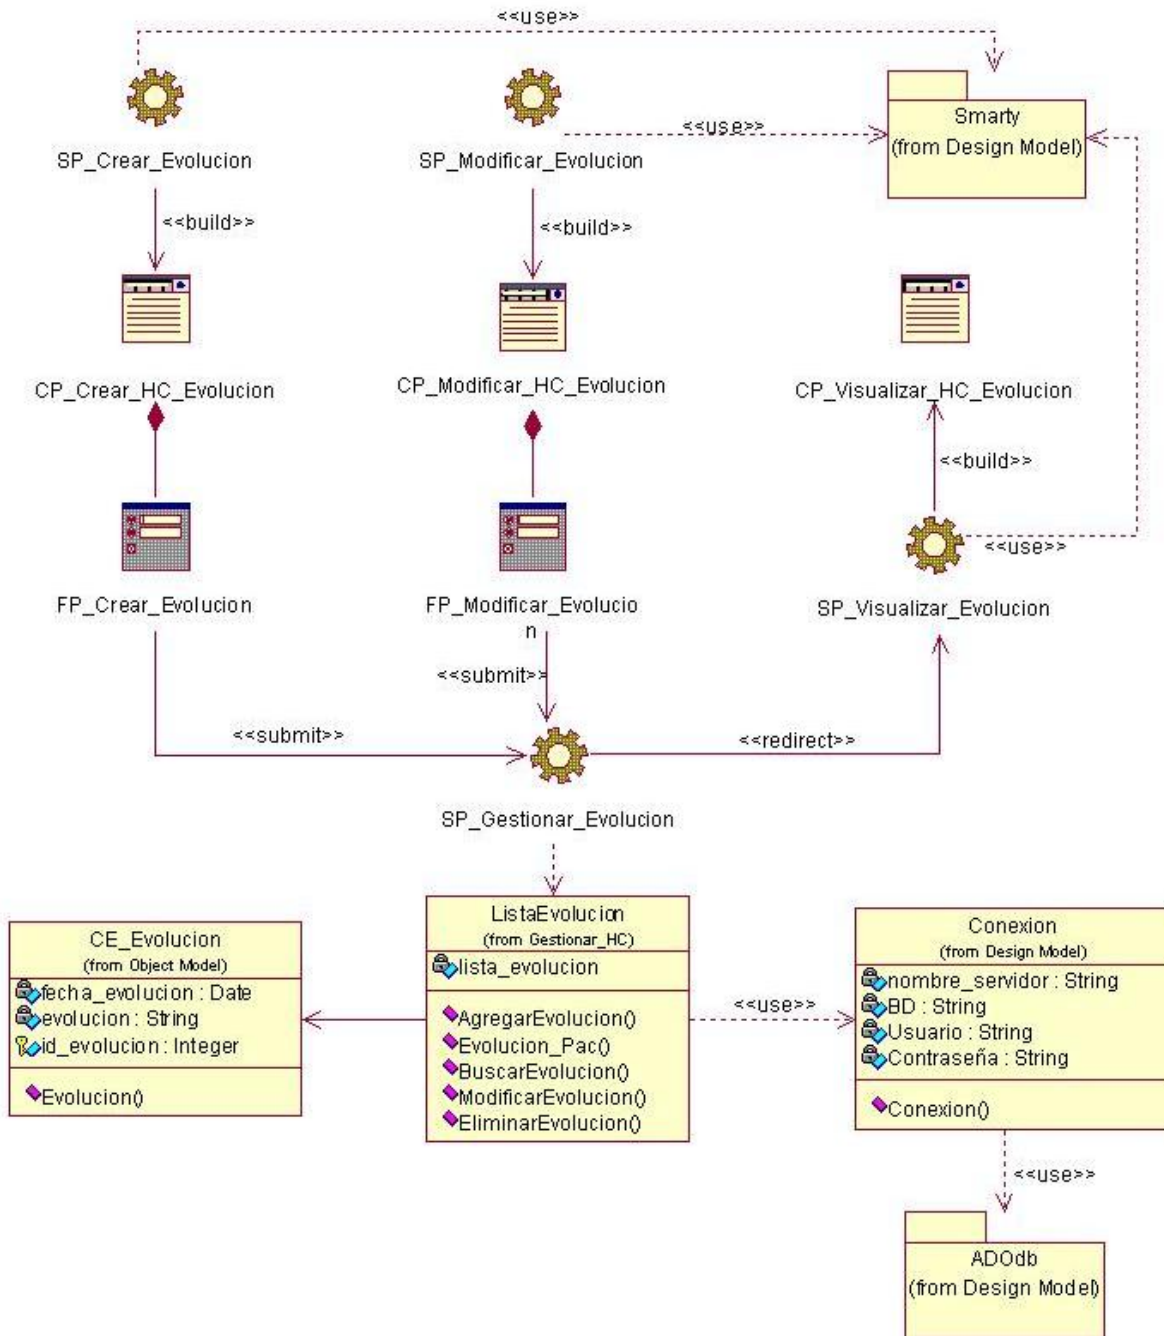 <<use>>
Smarty
(from Design Model)
<<use>>
SP_Crear_Evolucion
SP_Modificar_Evolucion
<<build>>
<<build>>
CP_Crear_HC_Evolucion
CP_Modificar_HC_Evolucion
CP_Visualizar_HC_Evolucion
<<build>>
<<use>>
FP_Crear_Evolucion
FP_Modificar_Evolucio
n
SP_Visualizar_Evolucion
<<submit>>
<<submit>>
<<redirect>>
SP_Gestionar_Evolucion
CE_Evolucion
(from Object Model)
fecha_evolucion : Date
evolucion : String
id_evolucion : Integer
Evolucion()
ListaEvolucion
(from Gestionar_HC)
lista_evolucion
AgregarEvolucion()
Evolucion_Pac()
BuscarEvolucion()
ModificarEvolucion()
EliminarEvolucion()
<<use>>
Conexion
(from Design Model)
nombre_servidor : String
BD : String
Usuario : String
Contraseña : String
Conexion()
<<use>>
ADOdb
(from Design Model)